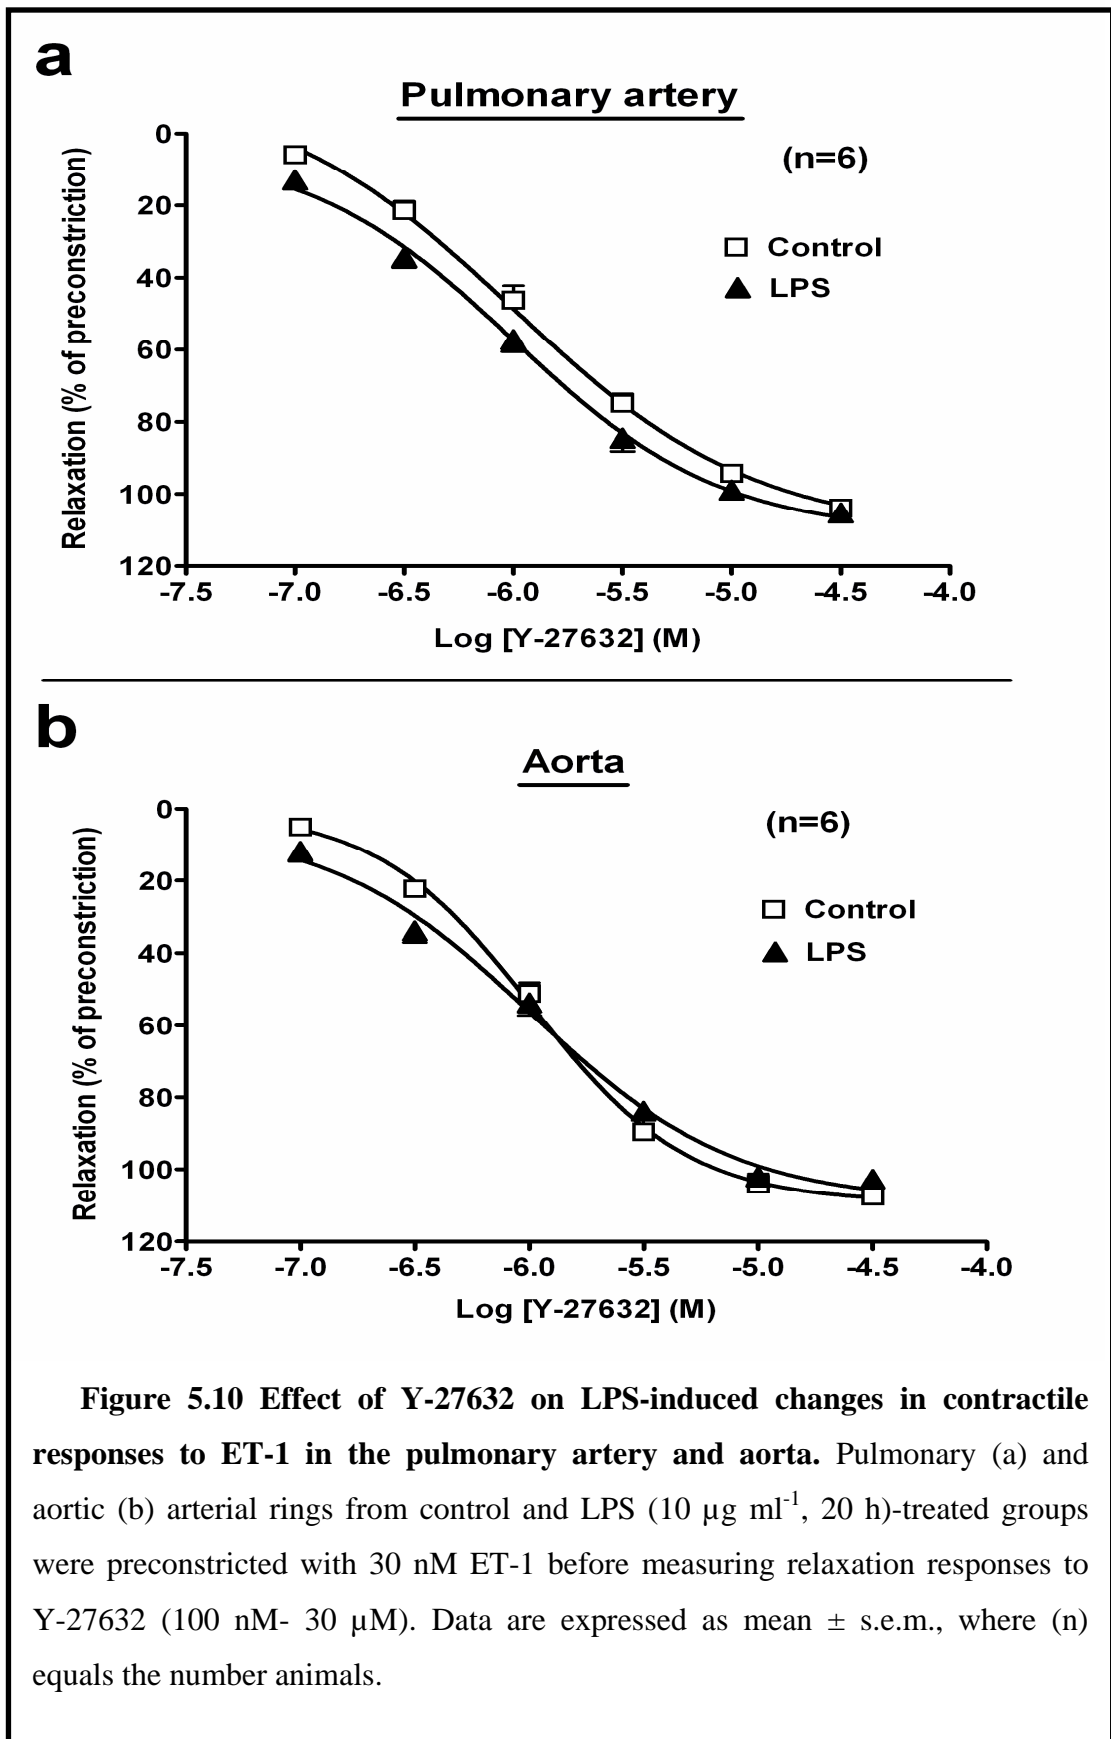 a
Pulmonary artery
(n=6)
Control
LPS
Relaxation (% of preconstriction)
0
20
40
60
80
100
120
-7.5 -7.0 -6.5 -6.0 -5.5 -5.0 -4.5 -4.0
Log [Y-27632] (M)
b
Aorta
(n=6)
Control
LPS
Relaxation (% of preconstriction)
0
20
40
60
80
100
120
-7.5 -7.0 -6.5 -6.0 -5.5 -5.0 -4.5 -4.0
Log [Y-27632] (M)
Figure 5.10 Effect of Y-27632 on LPS-induced changes in contractile
responses to ET-1 in the pulmonary artery and aorta. Pulmonary (a) and
aortic (b) arterial rings from control and LPS (10 µg ml⁻¹, 20 h)-treated groups
were preconstricted with 30 nM ET-1 before measuring relaxation responses to
Y-27632 (100 nM- 30 µM). Data are expressed as mean ± s.e.m., where (n)
equals the number animals.